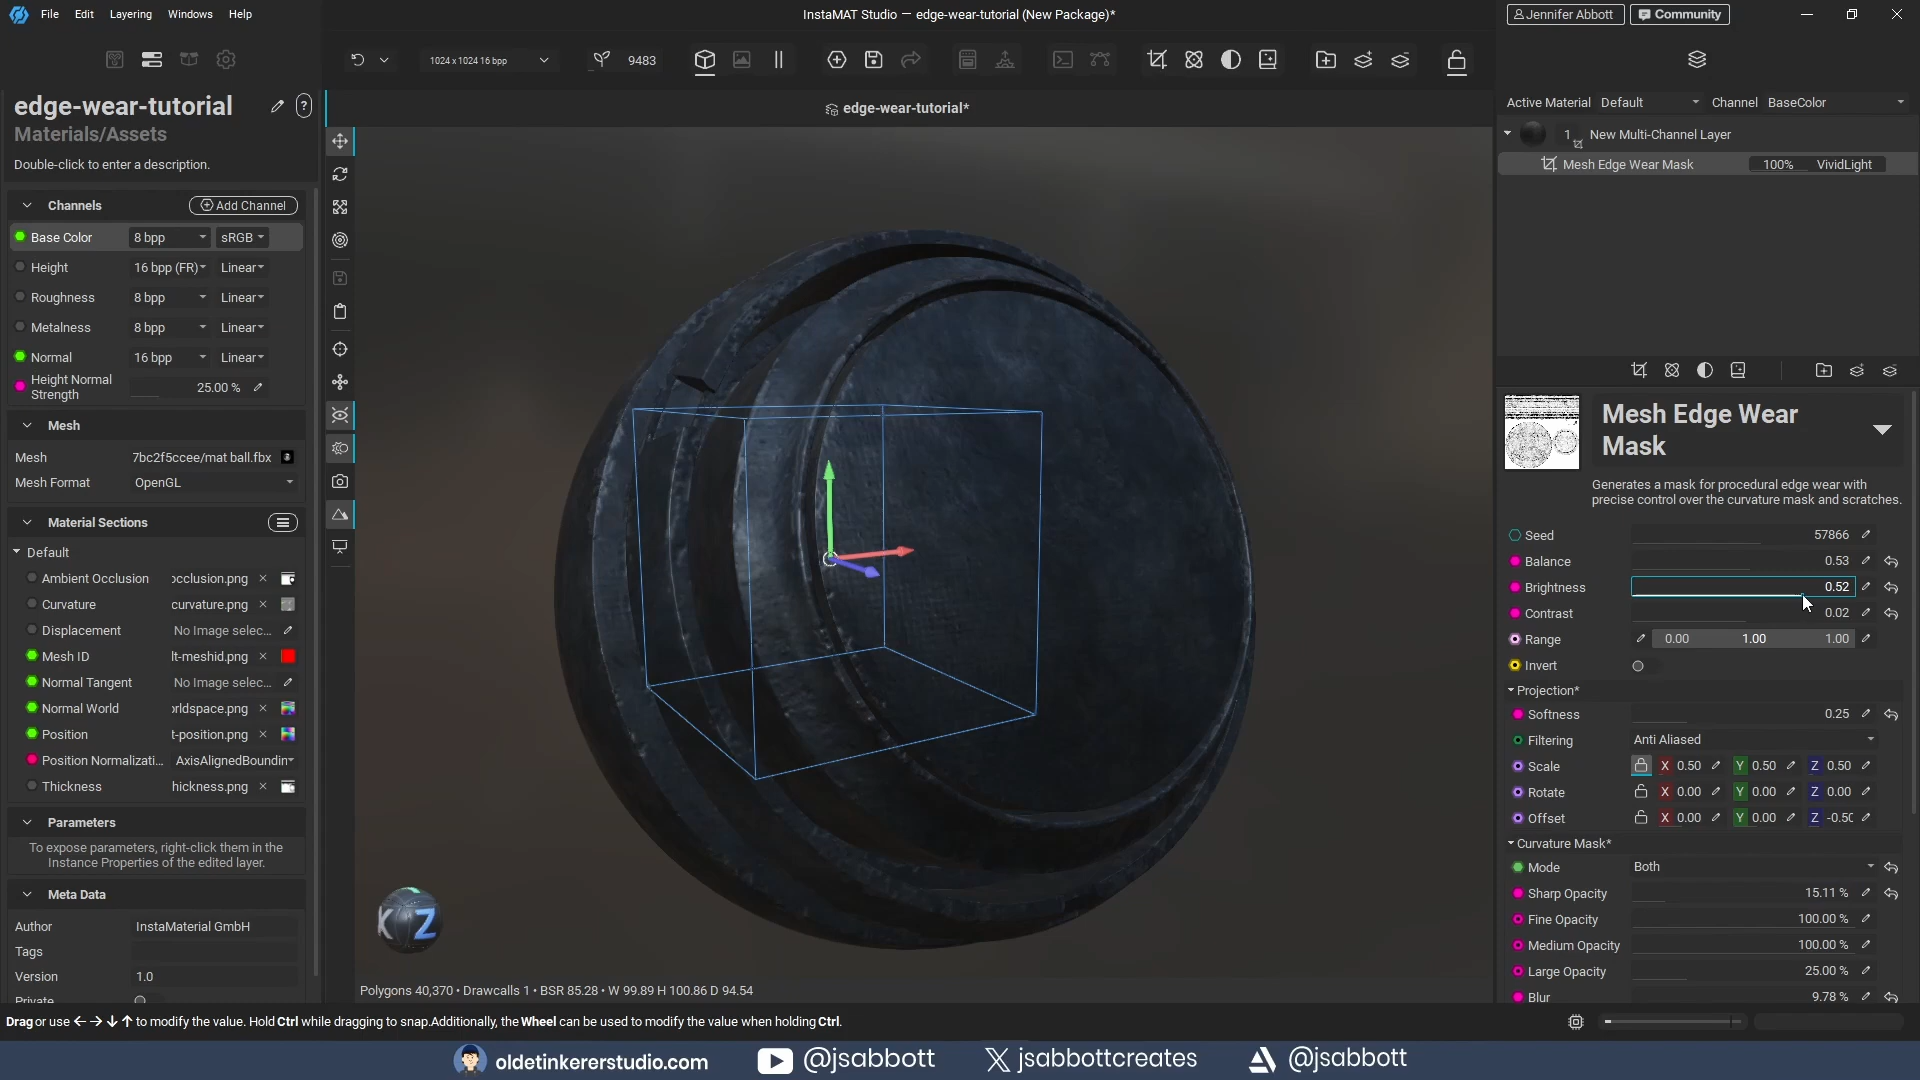 File Edit Layering Windows Help
InstaMAT Studio — edge-wear-tutorial (New Package)*
Jennifer Abbott Community
1024 x 1024 16 bpp
9483
edge-wear-tutorial
Materials/Assets
Double-click to enter a description.
edge-wear-tutorial*
Active Material Default Channel BaseColor
1 New Multi-Channel Layer
Mesh Edge Wear Mask 100% VividLight
Channels Add Channel
Base Color 8 bpp sRGB
Height 16 bpp (FR) Linear
Roughness 8 bpp Linear
Metalness 8 bpp Linear
Normal 16 bpp Linear
Height Normal Strength 25.00 %
Mesh
Mesh 7bc2f5ccee/mat ball.fbx
Mesh Format OpenGL
Material Sections
Default
Ambient Occlusion occlusion.png
Curvature curvature.png
Displacement No Image selec...
Mesh ID lt-meshid.png
Normal Tangent No Image selec...
Normal World orldspace.png
Position t-position.png
Position Normalizati... AxisAlignedBoundin
Thickness hickness.png
Parameters
To expose parameters, right-click them in the
Instance Properties of the edited layer.
Meta Data
Author InstaMaterial GmbH
Tags
Version 1.0
Private
X Z
Polygons 40,370 • Drawcalls 1 • BSR 85.28 • W 99.89 H 100.86 D 94.54
Mesh Edge Wear
Mask
Generates a mask for procedural edge wear with
precise control over the curvature mask and scratches.
Seed 57866
Balance 0.53
Brightness 0.52
Contrast 0.02
Range 0.00 1.00 1.00
Invert
Projection*
Softness 0.25
Filtering Anti Aliased
Scale X 0.50 Y 0.50 Z 0.50
Rotate X 0.00 Y 0.00 Z 0.00
Offset X 0.00 Y 0.00 Z -0.50
Curvature Mask*
Mode Both
Sharp Opacity 15.11 %
Fine Opacity 100.00 %
Medium Opacity 100.00 %
Large Opacity 25.00 %
Blur 9.78 %
Drag or use ← → ↓ ↑ to modify the value. Hold Ctrl while dragging to snap.Additionally, the Wheel can be used to modify the value when holding Ctrl.
oldetinkererstudio.com @jsabbott jsabbottcreates @jsabbott